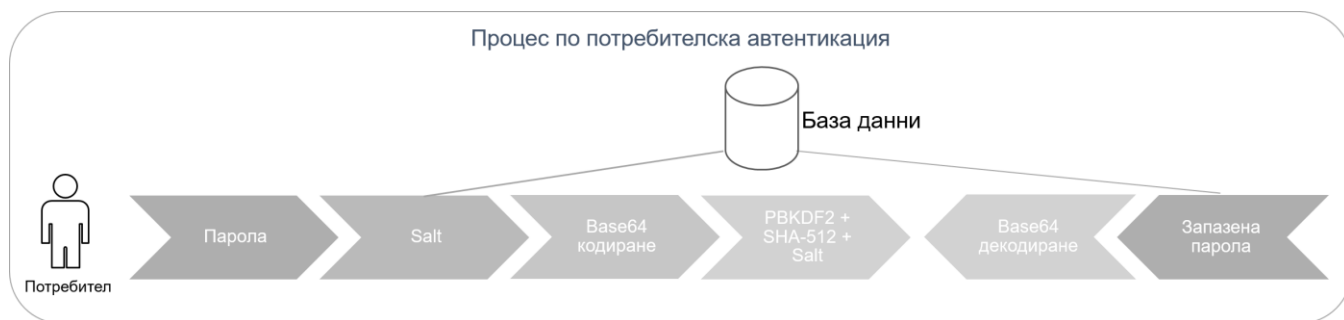 Процес по потребителска автентикация
База данни
Потребител
Парола
Salt
Base64
кодиране
PBKDF2 +
SHA-512 +
Salt
Base64
декодиране
Запазена
парола